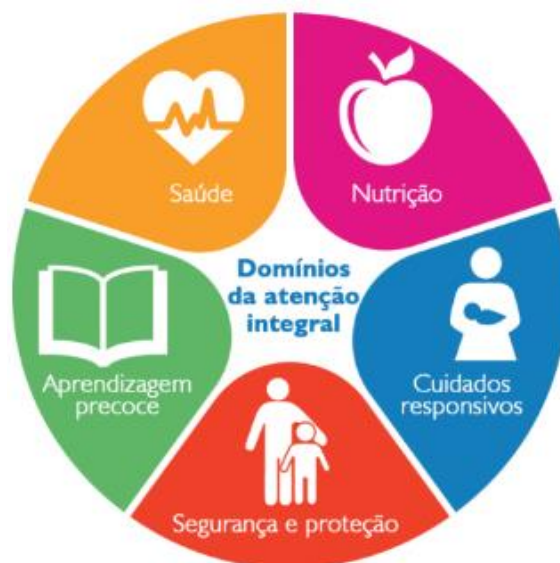 Saúde
Nutrição
Domínios
da atenção
integral
Aprendizagem
precoce
Cuidados
responsivos
Segurança e proteção